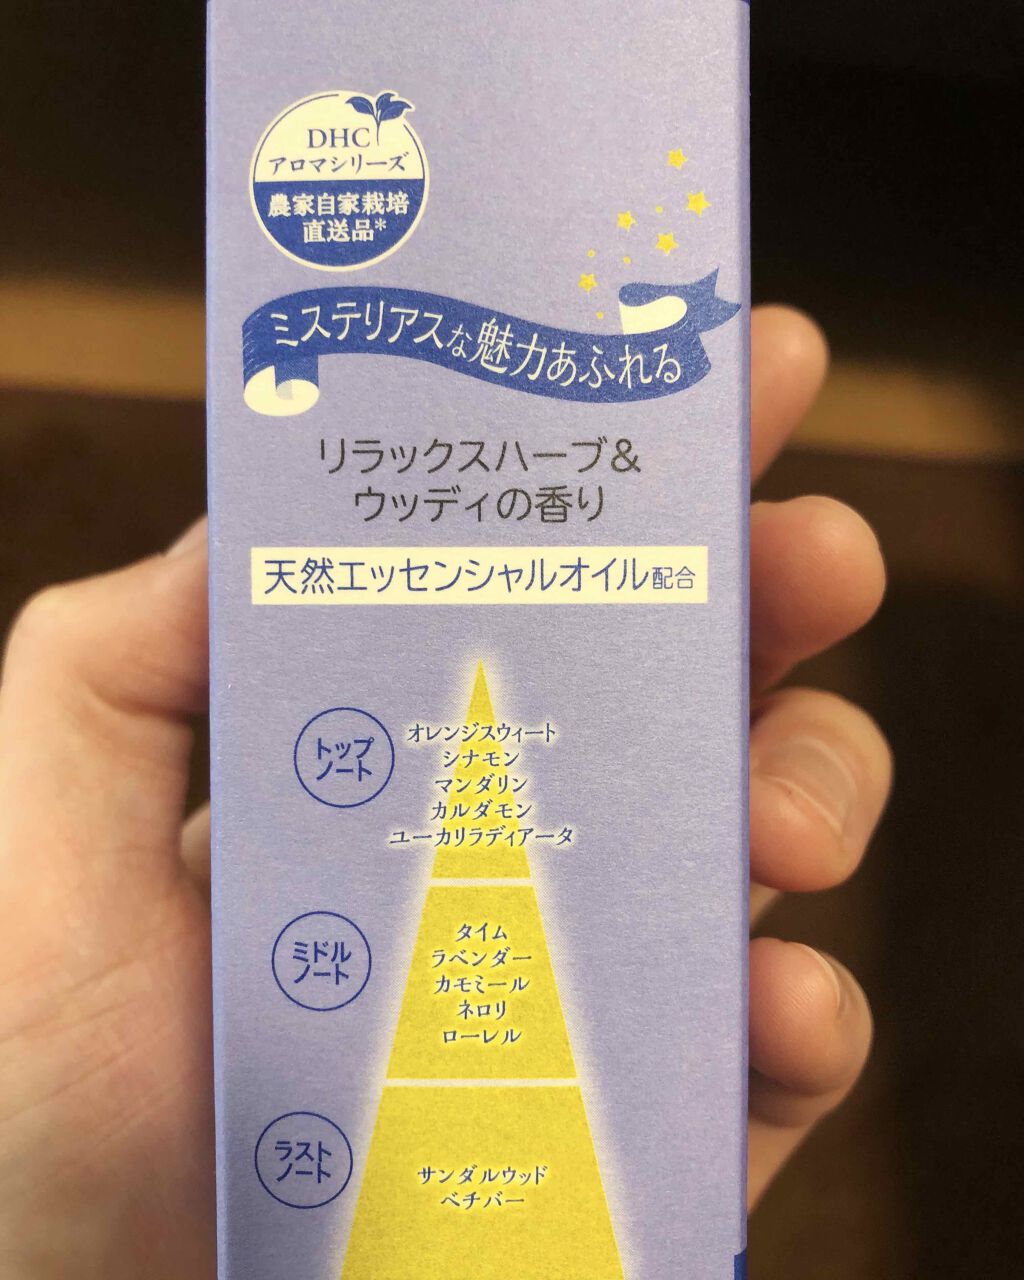 DHC
アロマシリーズ
農家自家栽培
直送品*
ミステリアスな魅力あふれる
リラックスハーブ&
ウッディの香り
天然エッセンシャルオイル配合
トップ
ノート
オレンジスウィート
シナモン
マンダリン
カルダモン
ユーカリラディアータ
ミドル
ノート
タイム
ラベンダー
カモミール
ネロリ
ローレル
ラスト
ノート
サンダルウッド
ベチバー